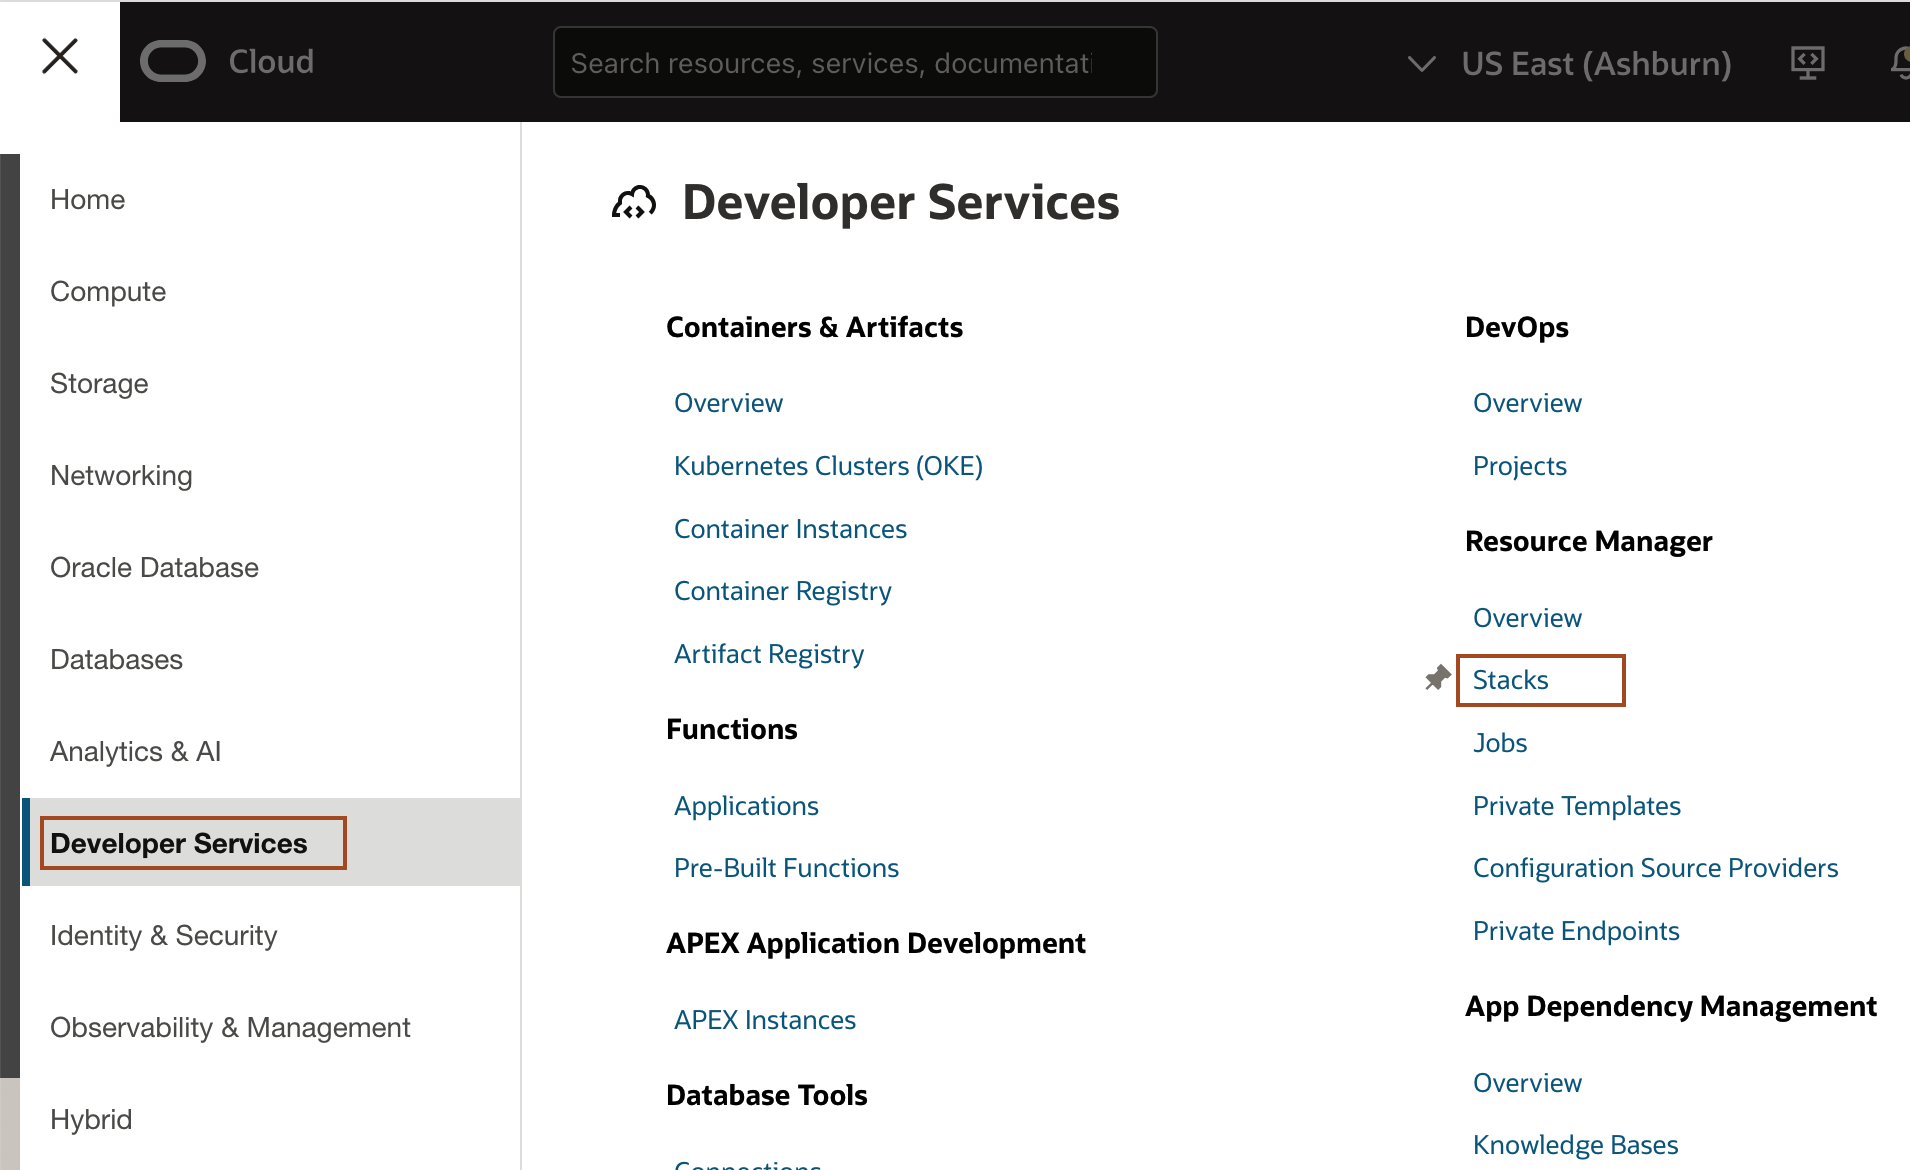 Cloud
Search resources, services, documentat
US East (Ashburn)
Home
Compute
Storage
Networking
Oracle Database
Databases
Analytics & AI
Developer Services
Identity & Security
Observability & Management
Hybrid
Developer Services
Containers & Artifacts
Overview
Kubernetes Clusters (OKE)
Container Instances
Container Registry
Artifact Registry
Functions
Applications
Pre-Built Functions
APEX Application Development
APEX Instances
Database Tools
Connections
DevOps
Overview
Projects
Resource Manager
Overview
Stacks
Jobs
Private Templates
Configuration Source Providers
Private Endpoints
App Dependency Management
Overview
Knowledge Bases